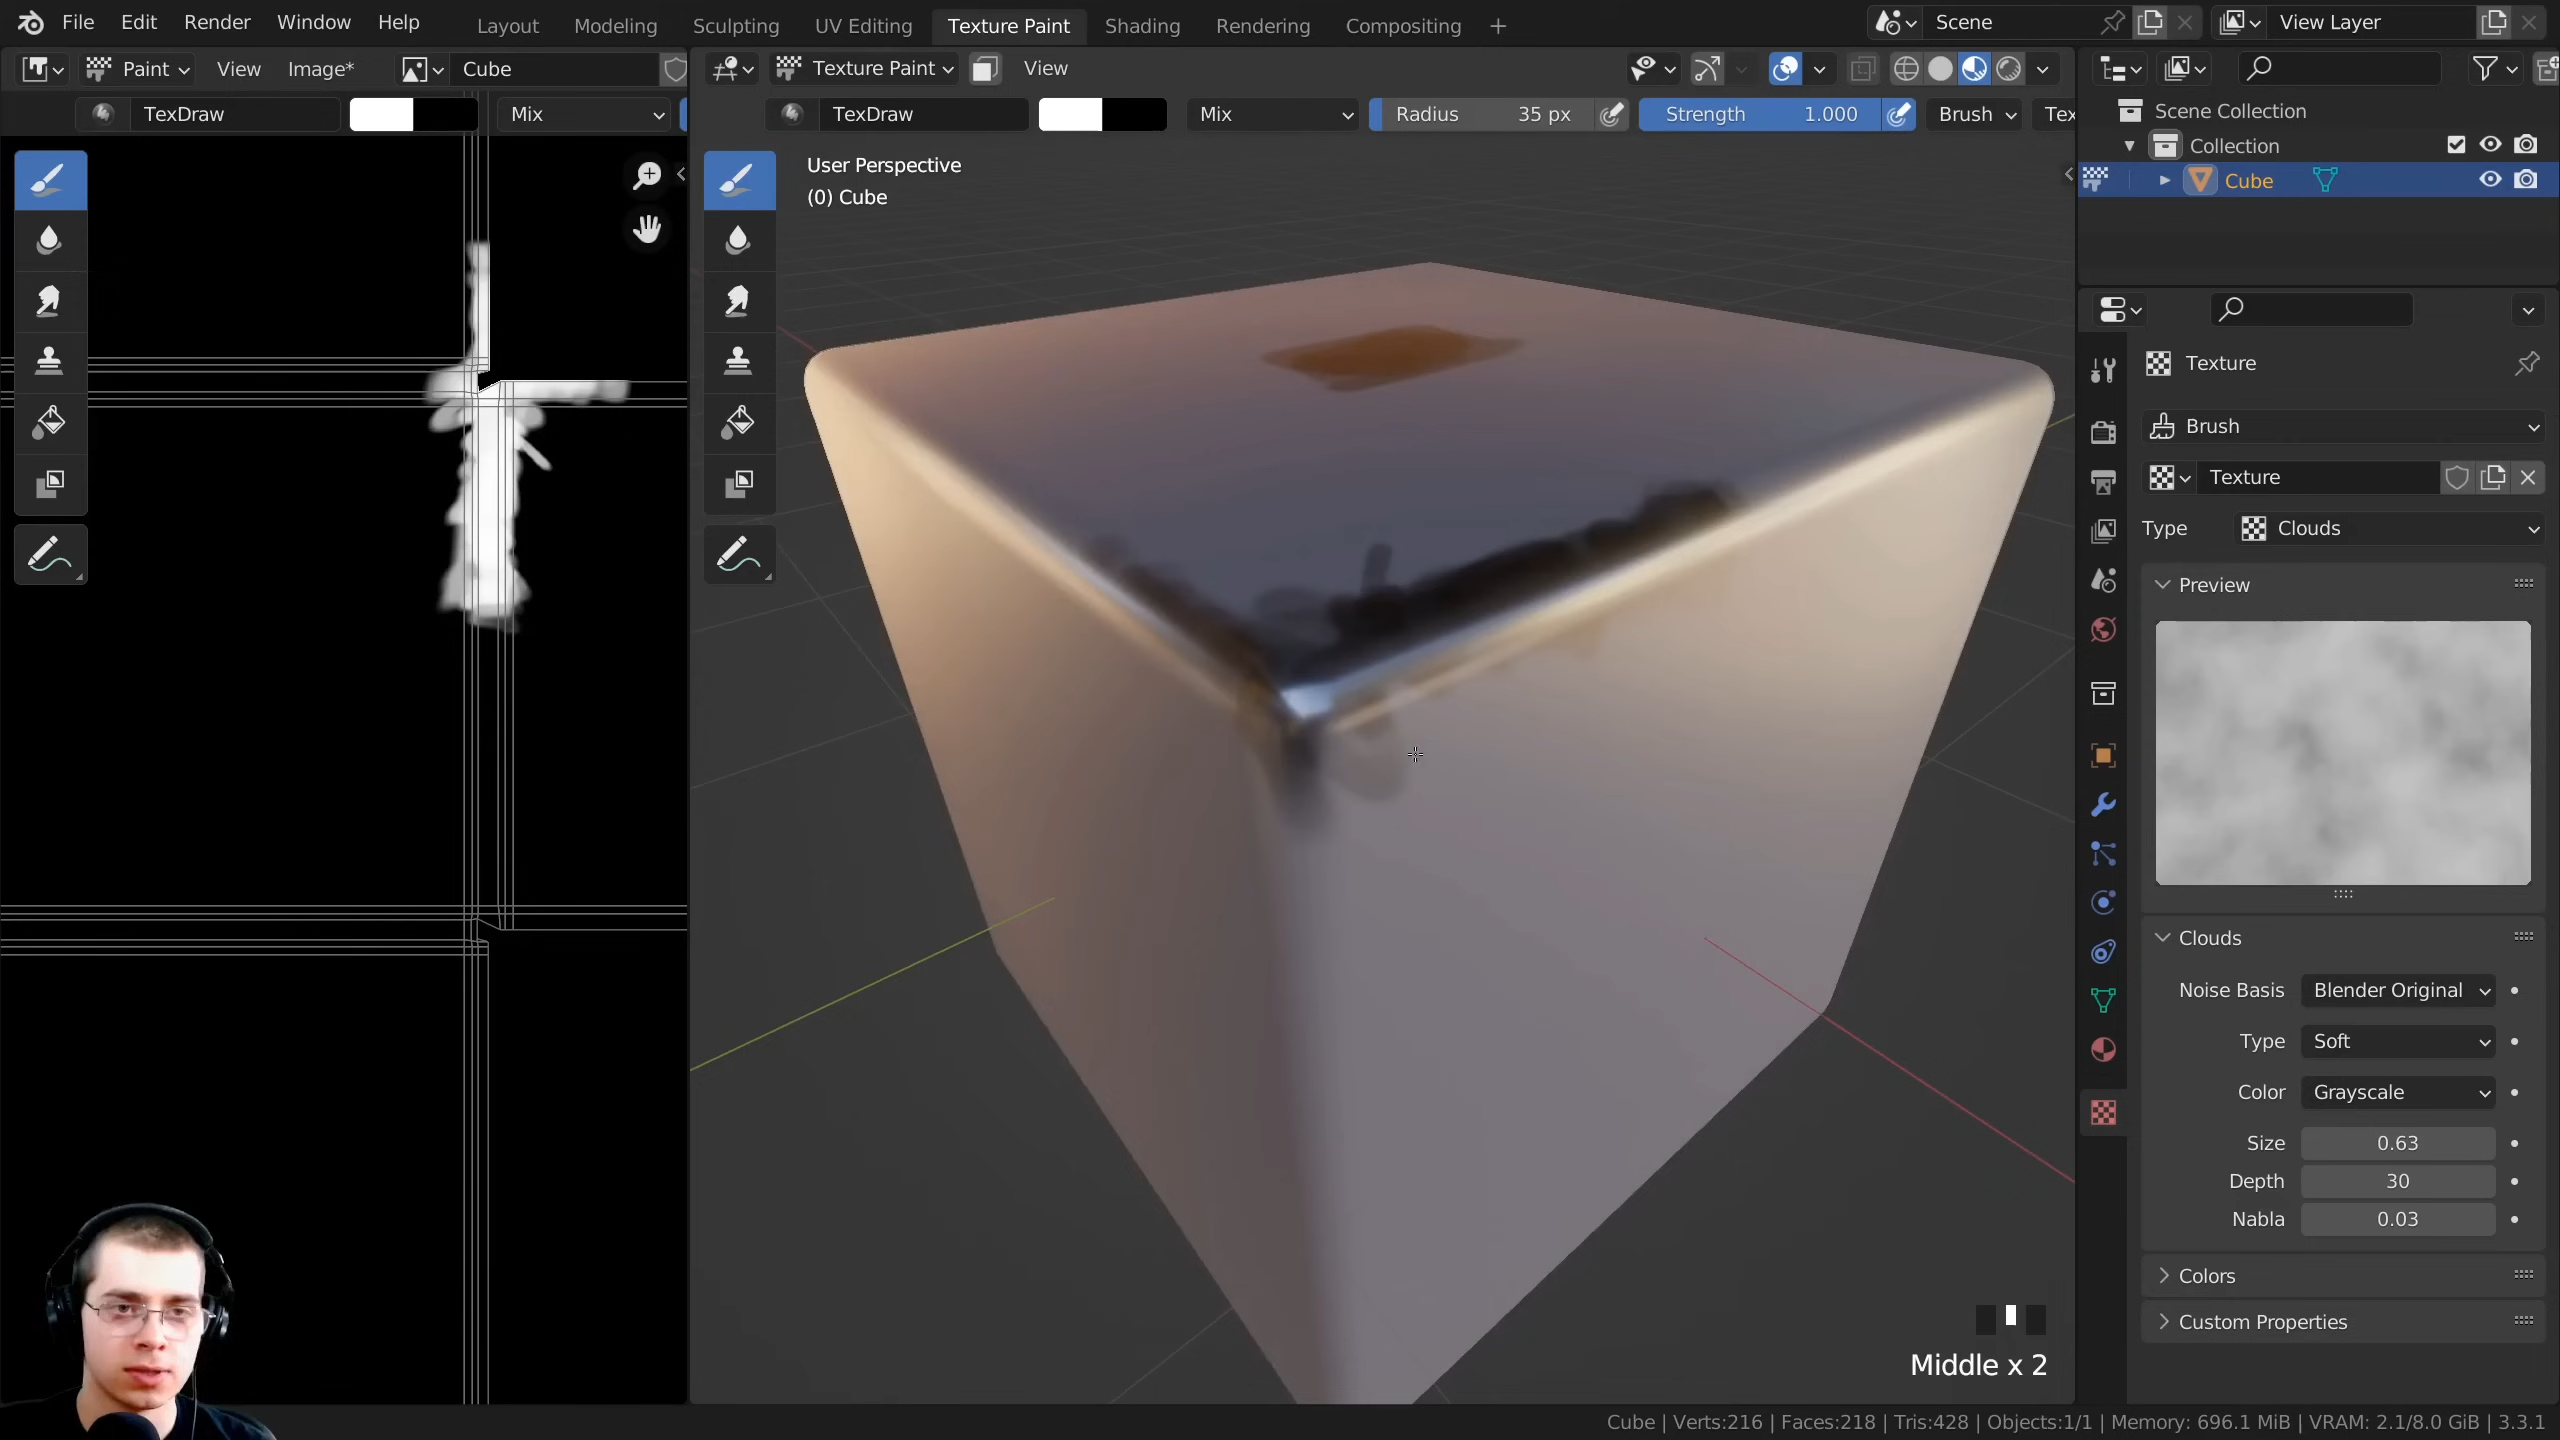 File Edit Render Window Help Layout Modeling Sculpting UV Editing Texture Paint Shading Rendering Compositing + Scene View Layer
Paint View Image* Cube Texture Paint View
TexDraw Mix TexDraw Mix Radius 35 px Strength 1.000 Brush Tex
Scene Collection
Collection
Cube
User Perspective
(0) Cube
Texture
Brush
Texture
Type Clouds
Preview
Clouds
Noise Basis Blender Original
Type Soft
Color Grayscale
Size 0.63
Depth 30
Nabla 0.03
Colors
Custom Properties
Middle x 2
Cube | Verts:216 | Faces:218 | Tris:428 | Objects:1/1 | Memory: 696.1 MiB | VRAM: 2.1/8.0 GiB | 3.3.1